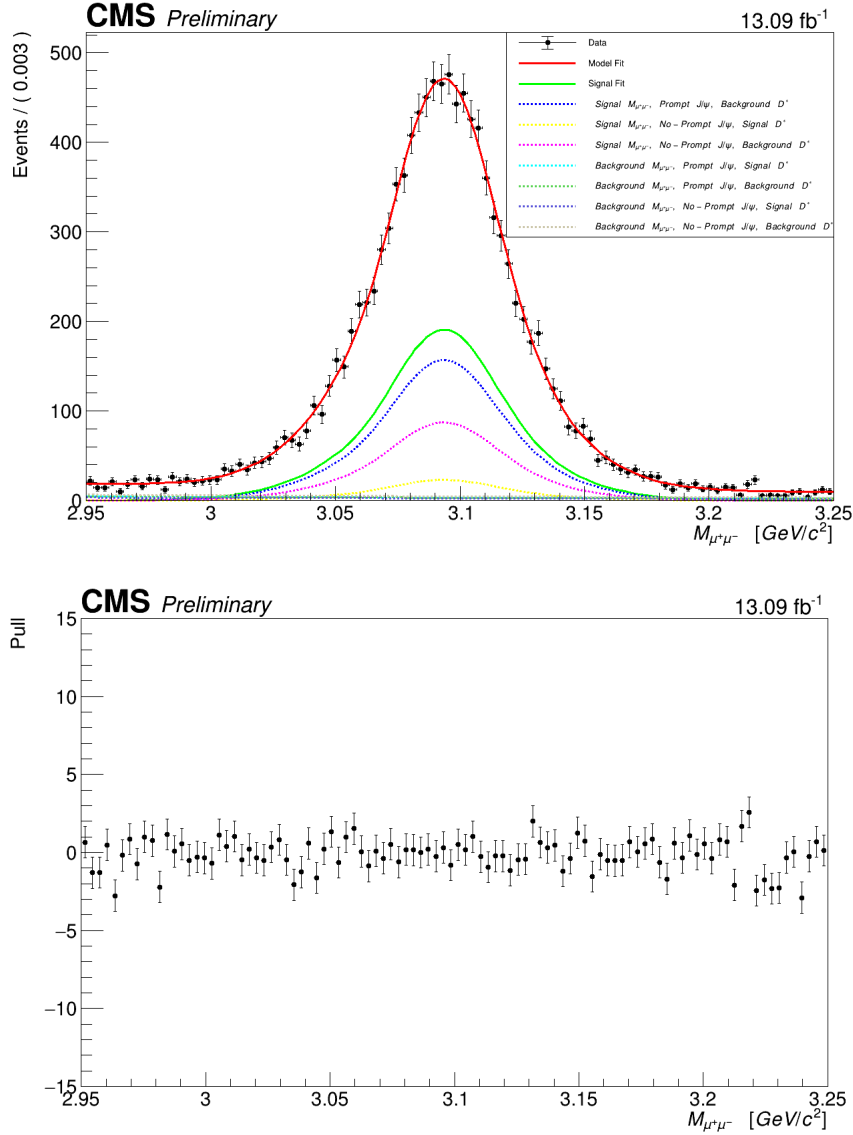 CMS Preliminary 13.09 fb-1
Events / ( 0.003 )
500
400
300
200
100
0
2.95 3 3.05 3.1 3.15 3.2 3.25
Mμ+μ- [GeV/c2]
Data
Model Fit
Signal Fit
Signal Mμ+μ-, Prompt J/ψ, Background D*
Signal Mμ+μ-, No-Prompt J/ψ, Signal D*
Signal Mμ+μ-, No-Prompt J/ψ, Background D*
Background Mμ+μ-, Prompt J/ψ, Signal D*
Background Mμ+μ-, Prompt J/ψ, Background D*
Background Mμ+μ-, No-Prompt J/ψ, Signal D*
Background Mμ+μ-, No-Prompt J/ψ, Background D*
CMS Preliminary 13.09 fb-1
Pull
15
10
5
0
−5
−10
−15
2.95 3 3.05 3.1 3.15 3.2 3.25
Mμ+μ- [GeV/c2]